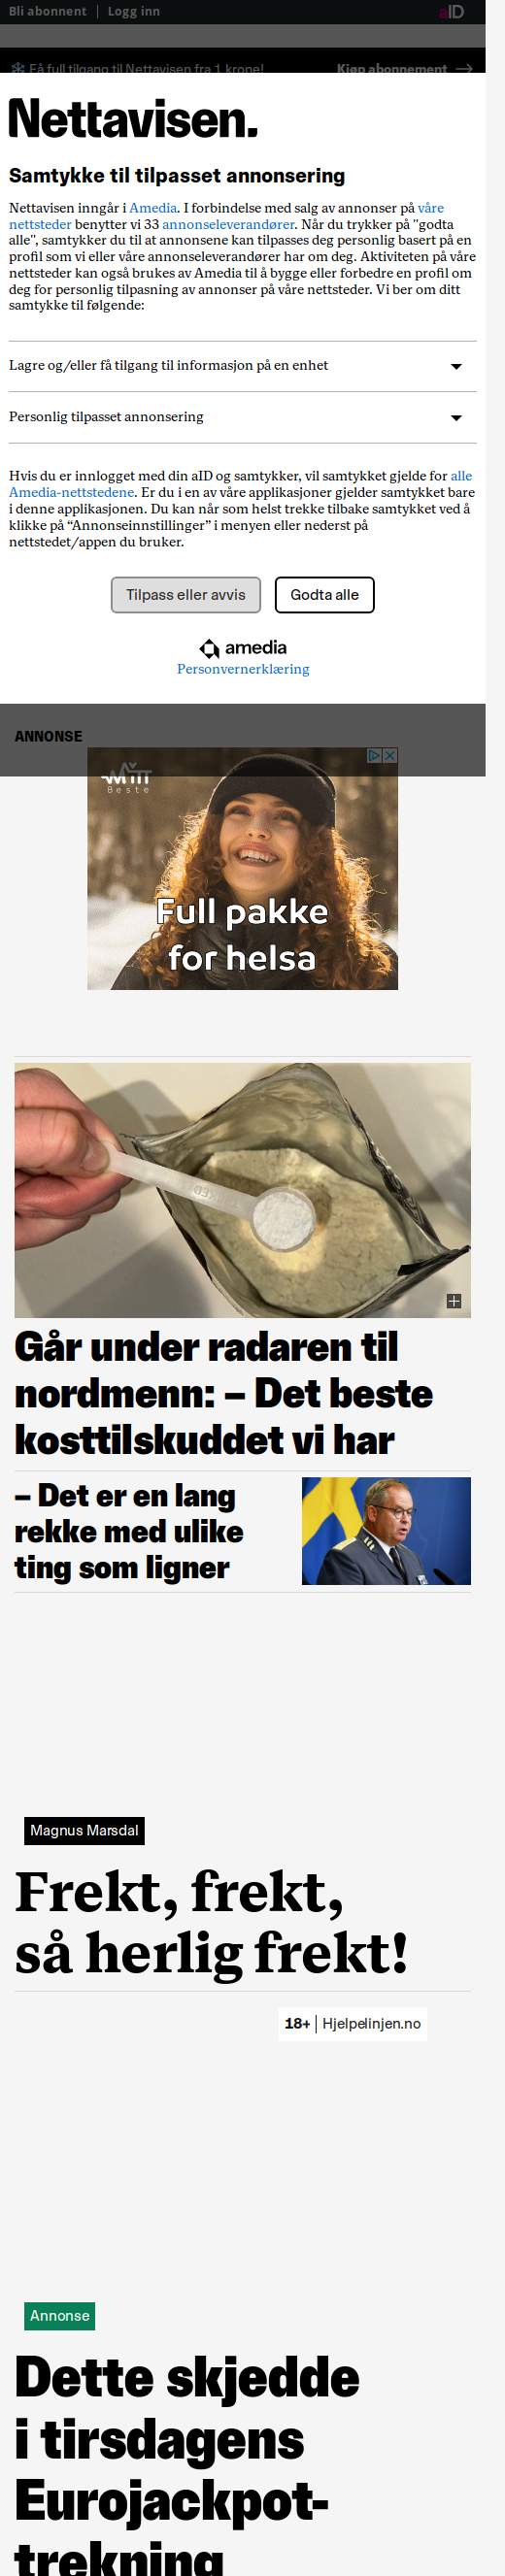 Bli abonnent | Logg inn aID
Få full tilgang til Nettavisen fra 1 krone! Kjøp abonnement
Nettavisen.
Samtykke til tilpasset annonsering
Nettavisen inngår i Amedia. I forbindelse med salg av annonser på våre
nettsteder benytter vi 33 annonseleverandører. Når du trykker på "godta
alle", samtykker du til at annonsene kan tilpasses deg personlig basert på en
profil som vi eller våre annonseleverandører har om deg. Aktiviteten på våre
nettsteder kan også brukes av Amedia til å bygge eller forbedre en profil om
deg for personlig tilpasning av annonser på våre nettsteder. Vi ber om ditt
samtykke til følgende:
Lagre og/eller få tilgang til informasjon på en enhet
Personlig tilpasset annonsering
Hvis du er innlogget med din aID og samtykker, vil samtykket gjelde for alle
Amedia-nettstedene. Er du i en av våre applikasjoner gjelder samtykket bare
i denne applikasjonen. Du kan når som helst trekke tilbake samtykket ved å
klikke på “Annonseinnstillinger” i menyen eller nederst på
nettstedet/appen du bruker.
Tilpass eller avvis Godta alle
amedia
Personvernerklæring
ANNONSE
Mitt
Beste
Full pakke
for helsa
Går under radaren til
nordmenn: – Det beste
kosttilskuddet vi har
– Det er en lang
rekke med ulike
ting som ligner
Magnus Marsdal
Frekt, frekt,
så herlig frekt!
18+ | Hjelpelinjen.no
Annonse
Dette skjedde
i tirsdagens
Eurojackpot-
trekning